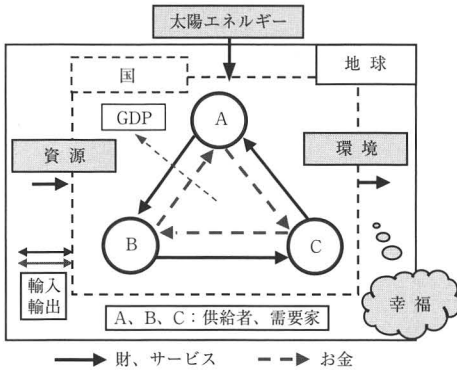 太陽エネルギー
地球
国
GDP
A
資源
環境
B
C
輸入
輸出
幸福
A、B、C：供給者、需要家
財、サービス
お金